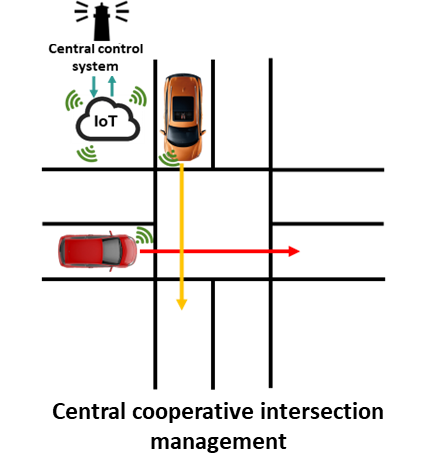 Central control
system
IoT
Central cooperative intersection
management